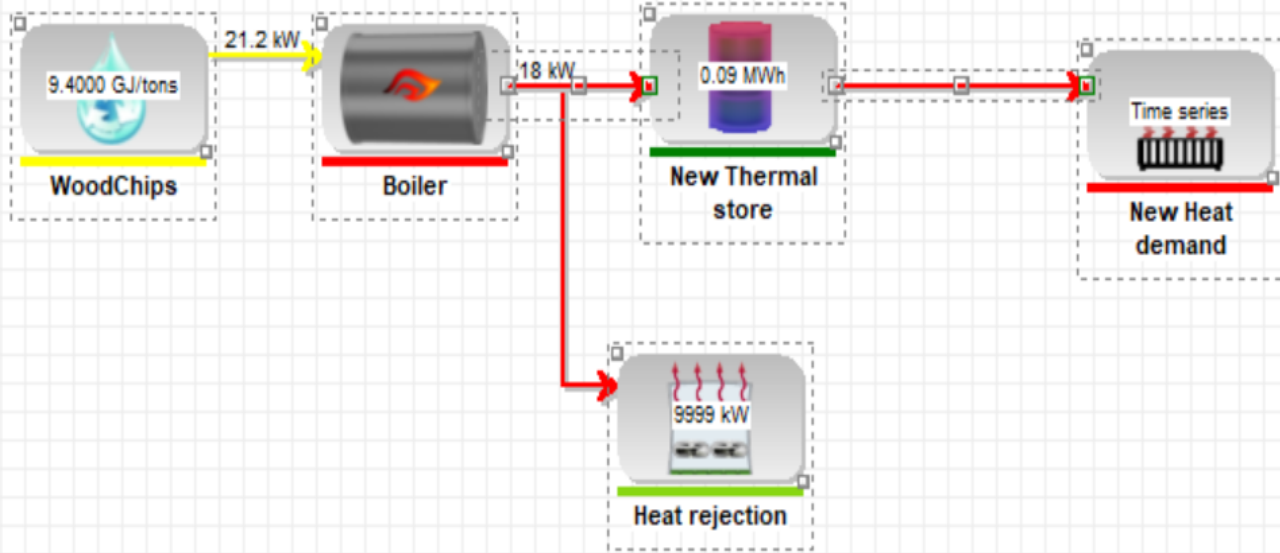 21.2 kW
9.4000 GJ/tons
WoodChips
Boiler
18 kW
0.09 MWh
New Thermal
store
Time series
New Heat
demand
9999 kW
Heat rejection